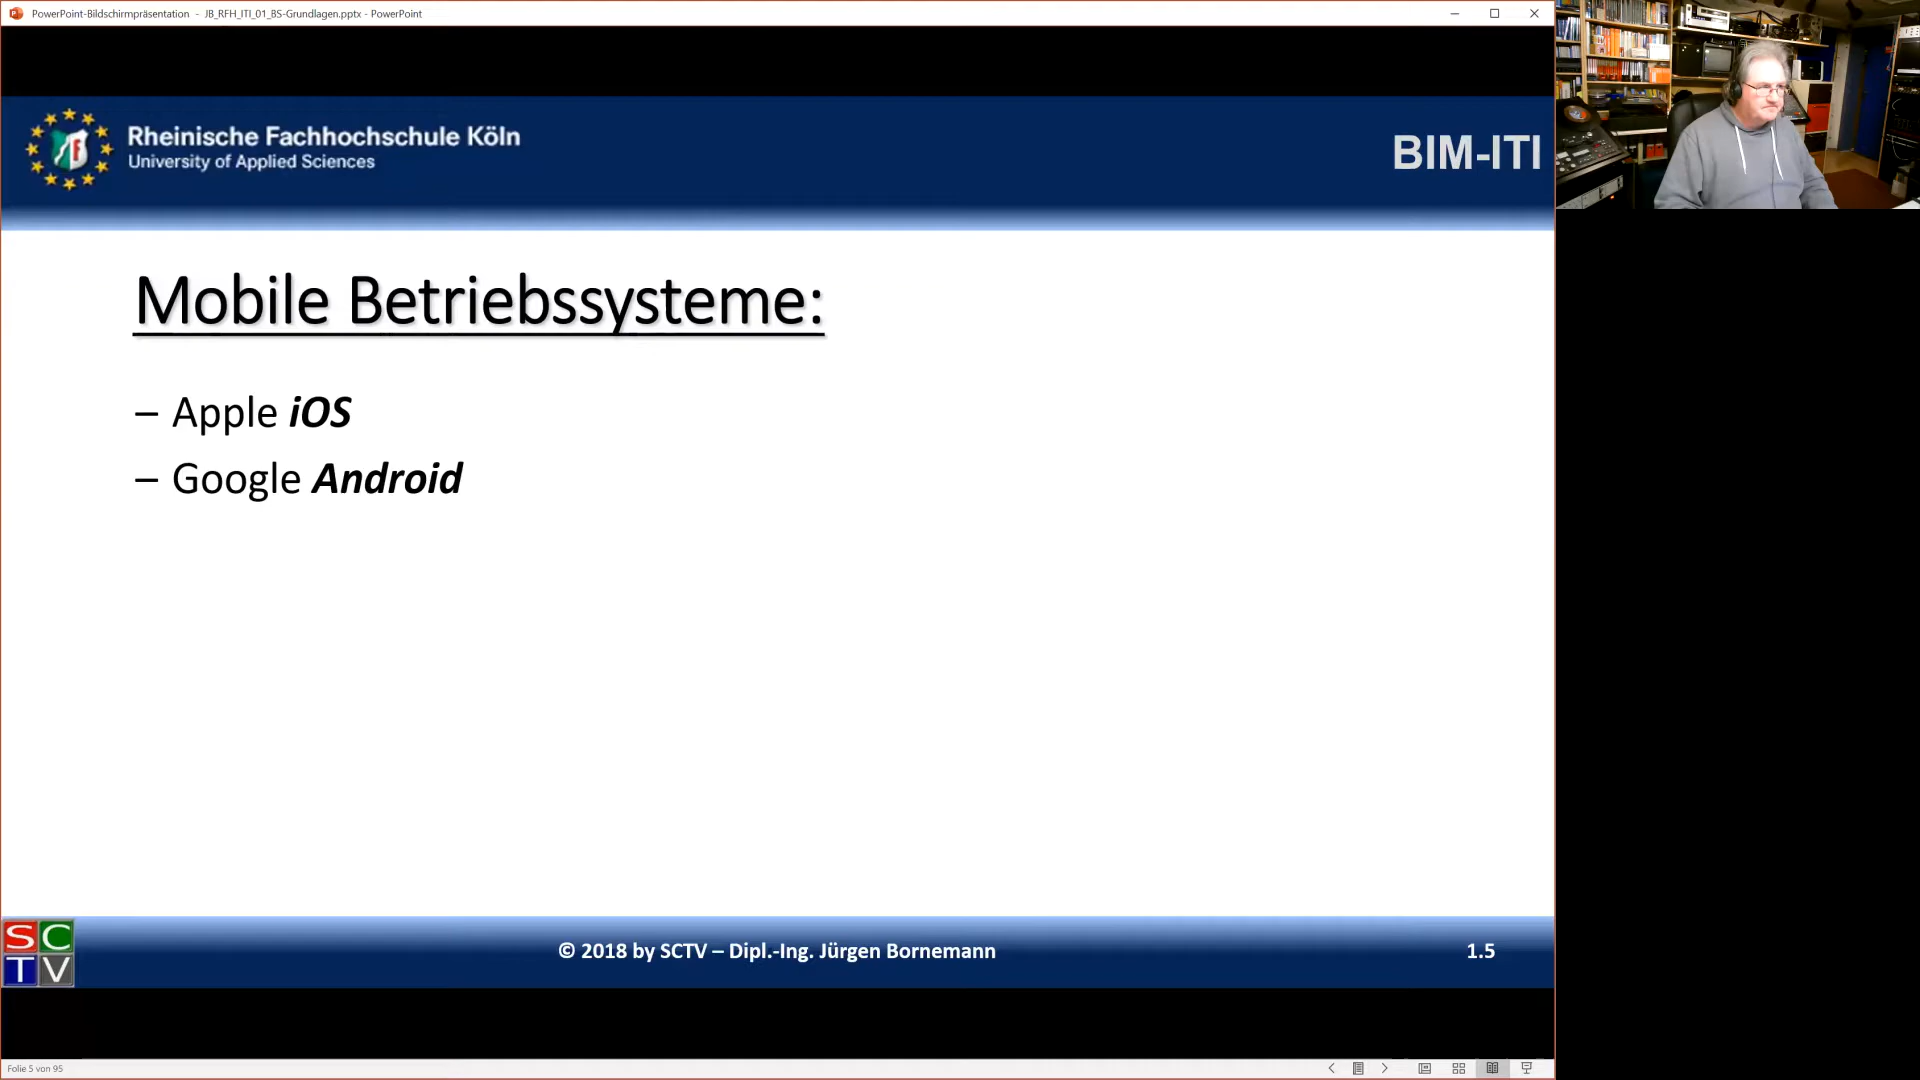 PowerPoint-Bildschirmpräsentation - JB_RFH_ITI_01_BS-Grundlagen.pptx - PowerPoint
Rheinische Fachhochschule Köln
University of Applied Sciences
BIM-ITI
Mobile Betriebssysteme:
– Apple iOS
– Google Android
SC
TV
© 2018 by SCTV – Dipl.-Ing. Jürgen Bornemann
1.5
Folie 5 von 95